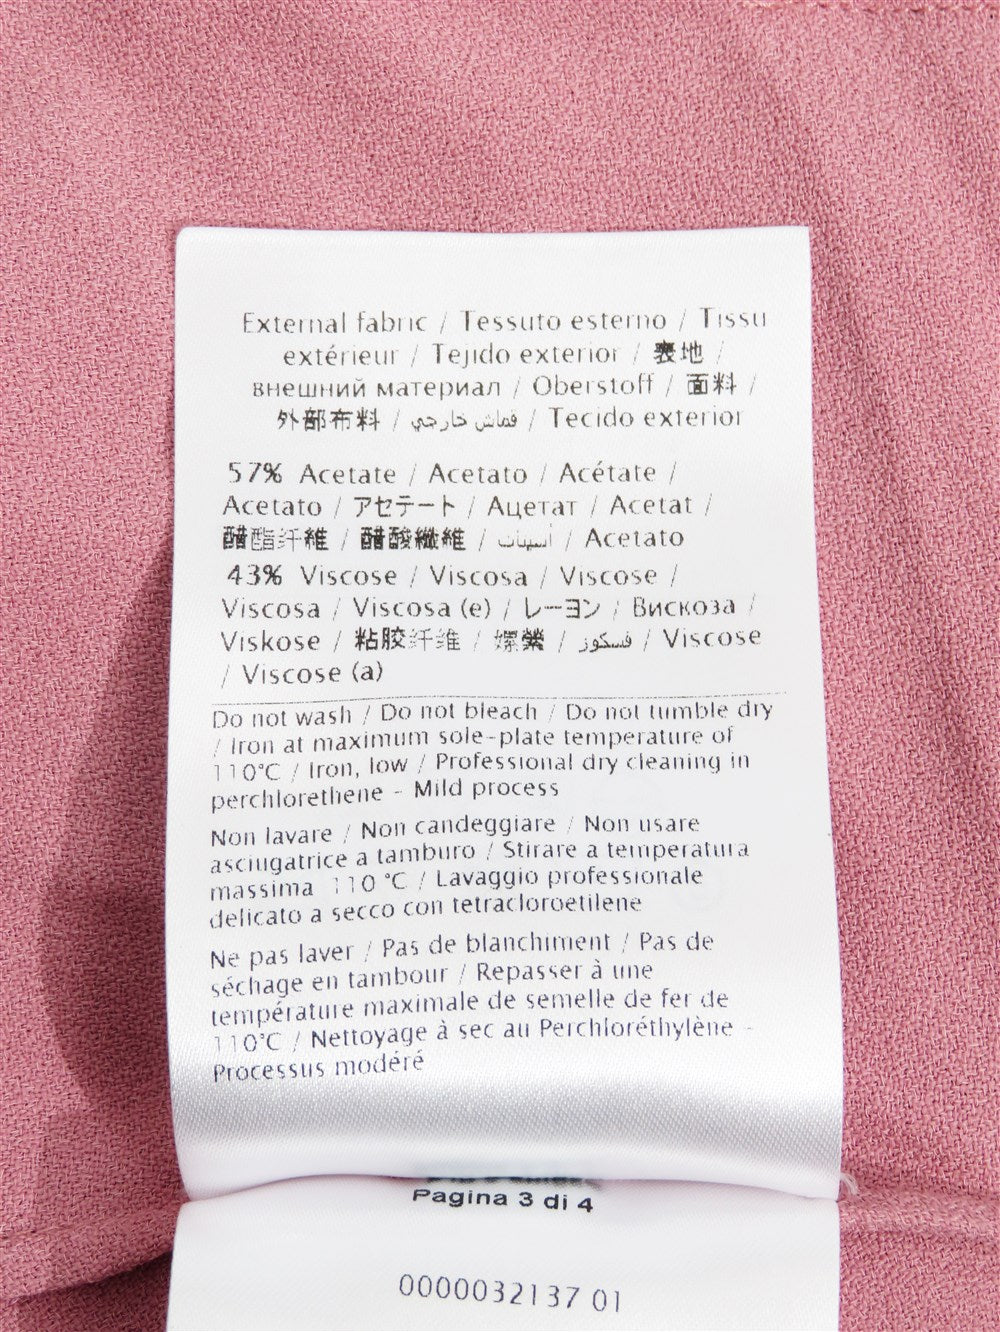 External fabric / Tessuto esterno / Tissu
extérieur / Tejido exterior / 表地 /
внешний материал / Oberstoff / 面料 /
外部布料 / قماش خارجي / Tecido exterior
57% Acetate / Acetato / Acétate /
Acetato / アセテート / Ацетат / Acetat /
醋酯纤維 / 醋酸纖維 / أسيتات / Acetato
43% Viscose / Viscosa / Viscose /
Viscosa / Viscosa (e) / レーヨン / Вискоза /
Viskose / 粘胶纤维 / 嫘縈 / فسكوز / Viscose
/ Viscose (a)
Do not wash / Do not bleach / Do not tumble dry
/ Iron at maximum sole-plate temperature of
110°C / Iron, low / Professional dry cleaning in
perchlorethene - Mild process
Non lavare / Non candeggiare / Non usare
asciugatrice a tamburo / Stirare a temperatura
massima 110 °C / Lavaggio professionale
delicato a secco con tetracloroetilene
Ne pas laver / Pas de blanchiment / Pas de
séchage en tambour / Repasser à une
température maximale de semelle de fer de
110°C / Nettoyage à sec au Perchloréthylène -
Processus modéré
Pagina 3 di 4
0000032137 01